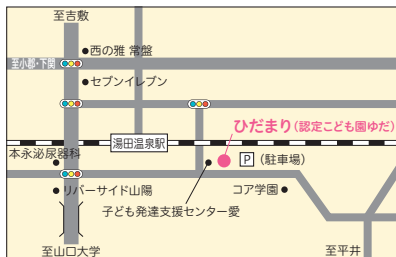 至吉敷
西の雅 常盤
至小郡・下関
セブンイレブン
ひだまり(認定こども園ゆだ)
湯田温泉駅
P (駐車場)
本永泌尿器科
リバーサイド山陽
コア学園
子ども発達支援センター愛
至山口大学
至平井